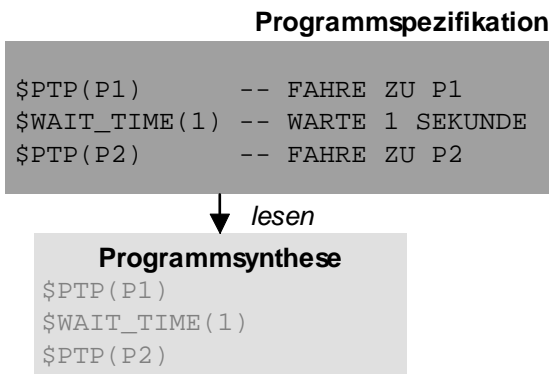 Programmspezifikation
$PTP(P1) -- FAHRE ZU P1
$WAIT_TIME(1) -- WARTE 1 SEKUNDE
$PTP(P2) -- FAHRE ZU P2
lesen
Programmsynthese
$PTP(P1)
$WAIT_TIME(1)
$PTP(P2)